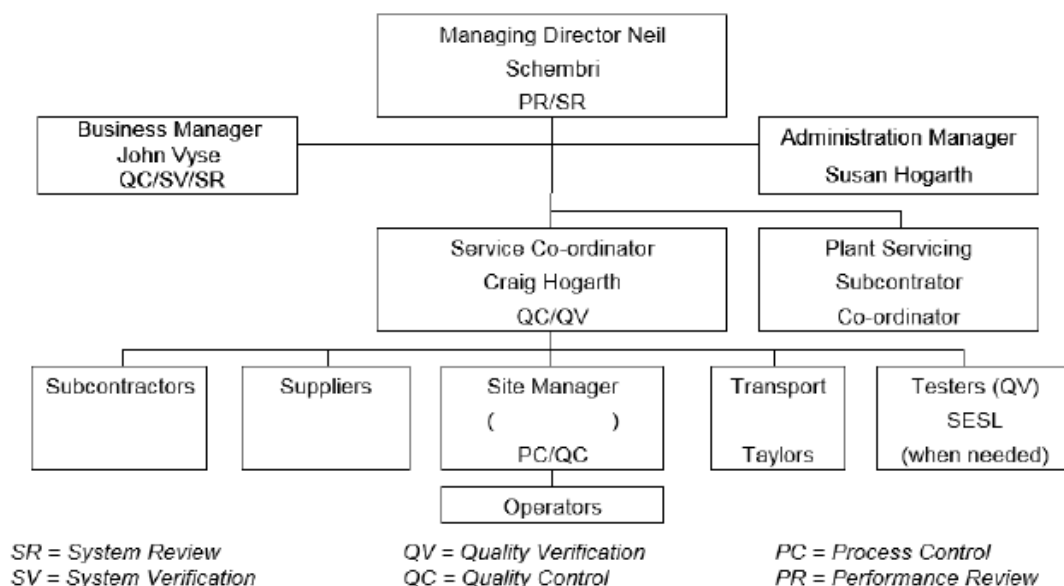 Managing Director Neil
Schembri
PR/SR
Business Manager
John Vyse
QC/SV/SR
Administration Manager
Susan Hogarth
Service Co-ordinator
Craig Hogarth
QC/QV
Plant Servicing
Subcontrator
Co-ordinator
Subcontractors
Suppliers
Site Manager
( )
PC/QC
Transport
Taylors
Testers (QV)
SESL
(when needed)
Operators
SR = System Review
QV = Quality Verification
PC = Process Control
SV = System Verification
QC = Quality Control
PR = Performance Review